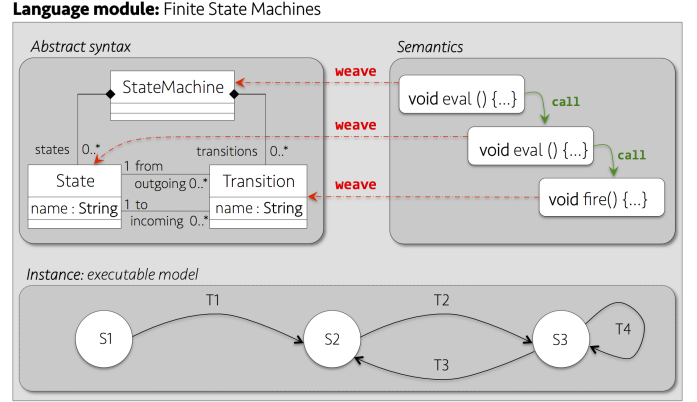 Language module: Finite State Machines
Abstract syntax
Semantics
StateMachine
weave
void eval () {...}
call
states 0..*
transitions 0..*
weave
void eval () {...}
call
State
1 from
outgoing 0..*
Transition
weave
void fire() {...}
name : String
1 to
incoming 0..*
name : String
Instance: executable model
T1
T2
S1
S2
S3
T4
T3